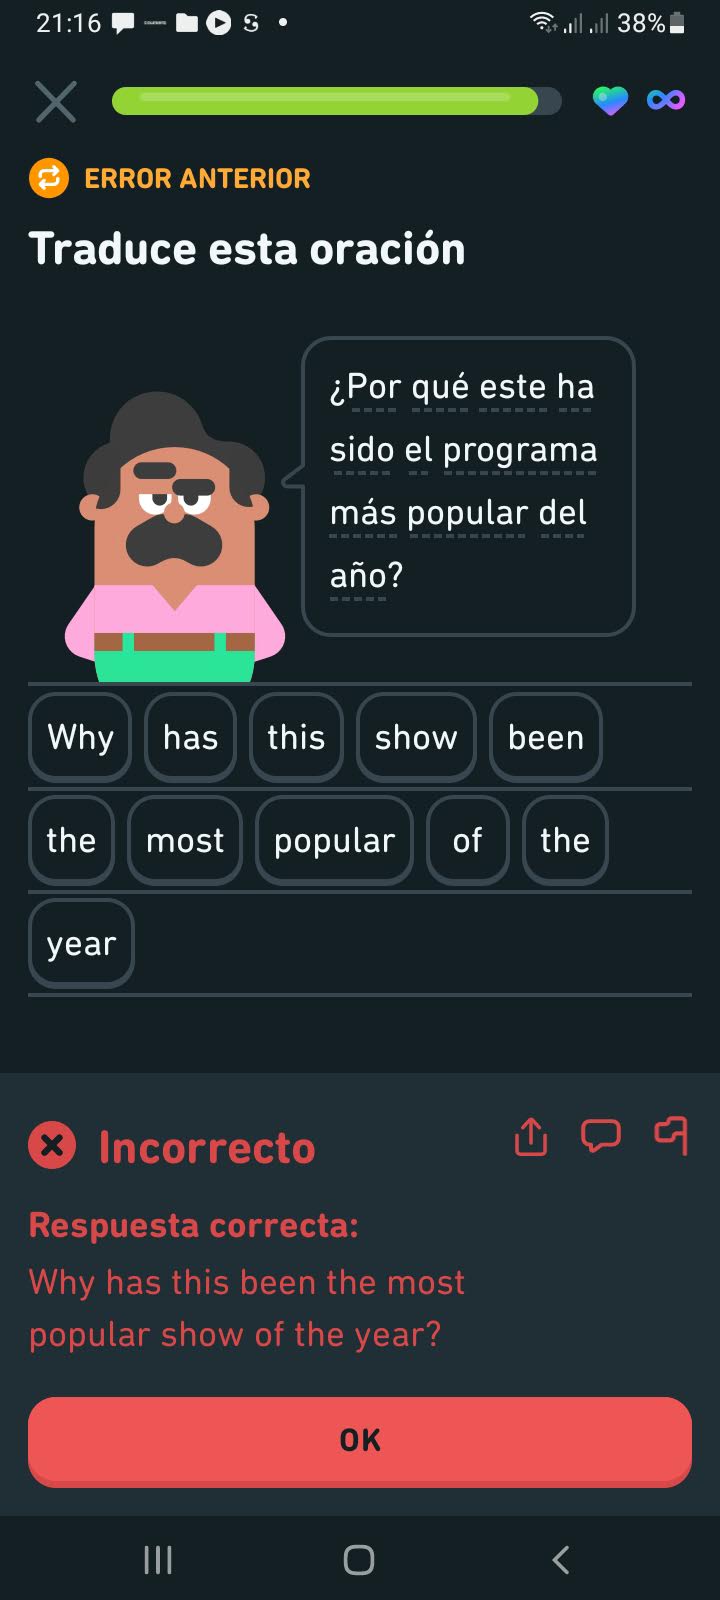 21:16
38%
ERROR ANTERIOR
Traduce esta oración
¿Por qué este ha
sido el programa
más popular del
año?
Why has this show been
the most popular of the
year
Incorrecto
Respuesta correcta:
Why has this been the most
popular show of the year?
OK